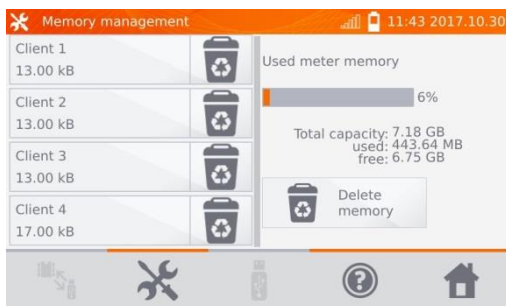 Memory management
11:43 2017.10.30
Client 1
13.00 kB
Client 2
13.00 kB
Client 3
13.00 kB
Client 4
17.00 kB
Used meter memory
6%
Total capacity: 7.18 GB
used: 443.64 MB
free: 6.75 GB
Delete
memory
?